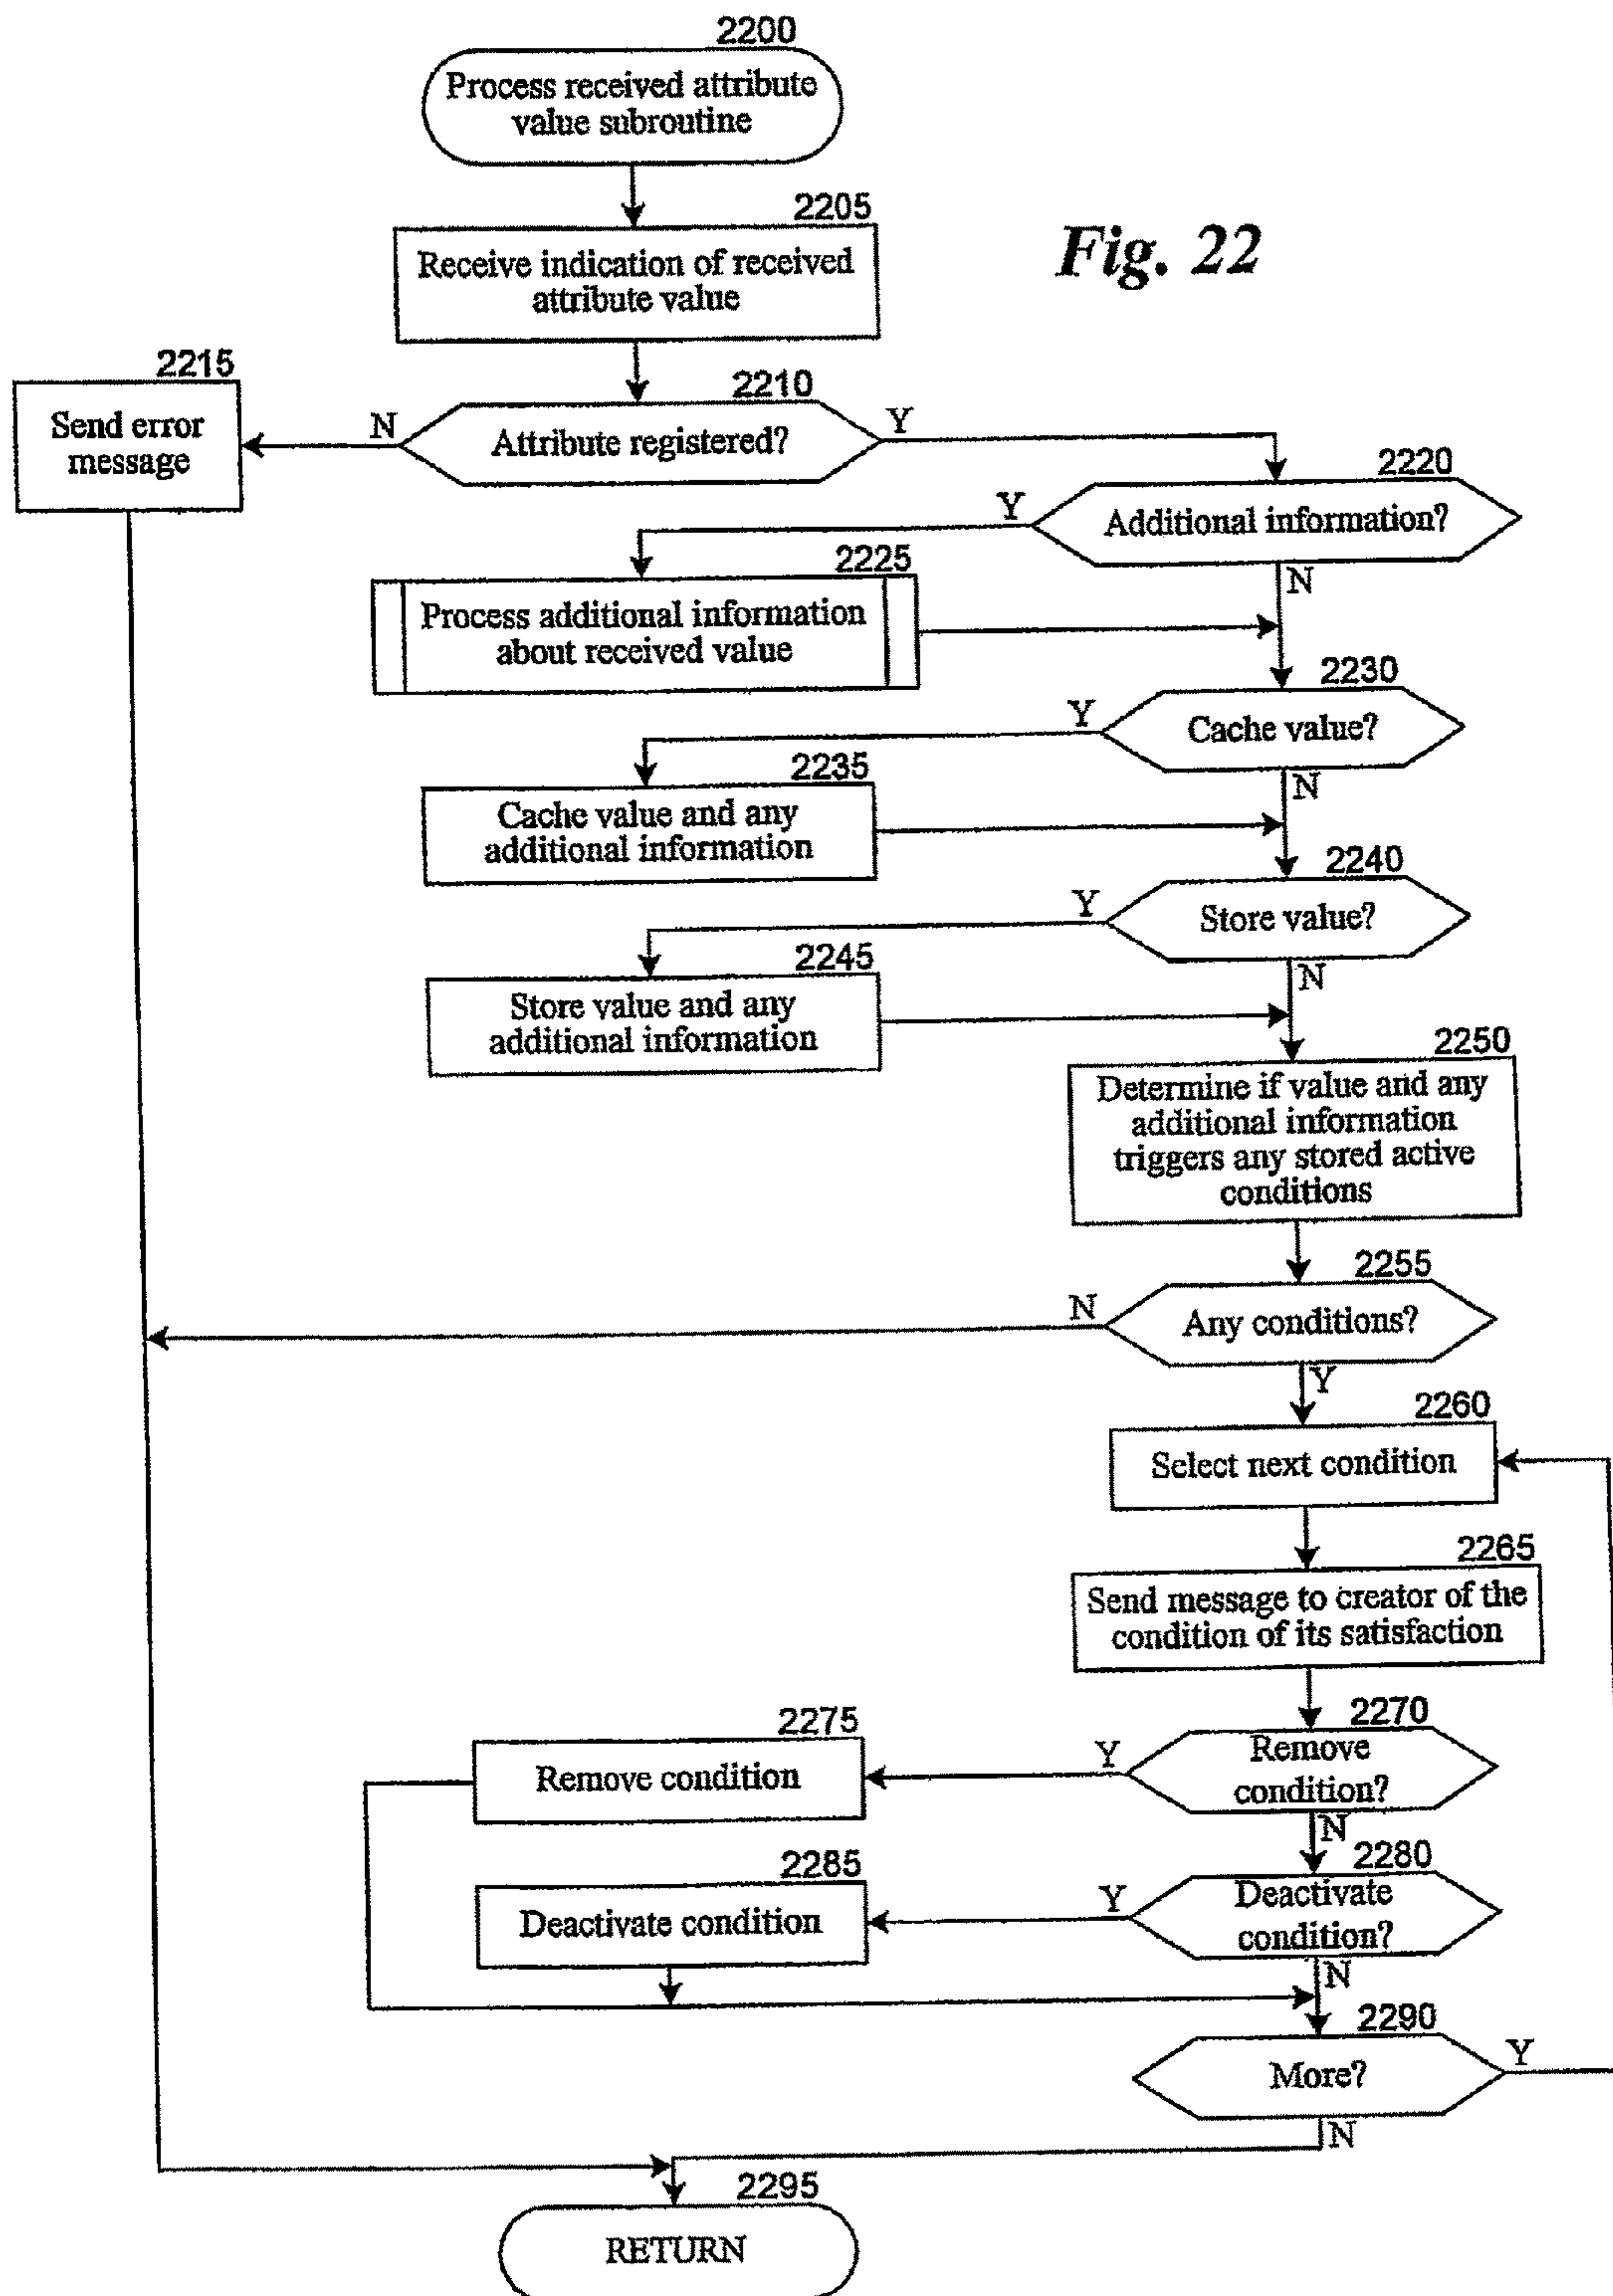 2200
Process received attribute
value subroutine
2205
Receive indication of received
attribute value
Fig. 22
2215
Send error
message
2210
N
Attribute registered?
Y
2220
Y
Additional information?
N
2225
Process additional information
about received value
2230
Y
Cache value?
N
2235
Cache value and any
additional information
2240
Y
Store value?
N
2245
Store value and any
additional information
2250
Determine if value and any
additional information
triggers any stored active
conditions
2255
N
Any conditions?
Y
2260
Select next condition
2265
Send message to creator of the
condition of its satisfaction
2270
Y
Remove
condition?
N
2275
Remove condition
2280
Y
Deactivate
condition?
N
2285
Deactivate condition
2290
More?
Y
N
2295
RETURN